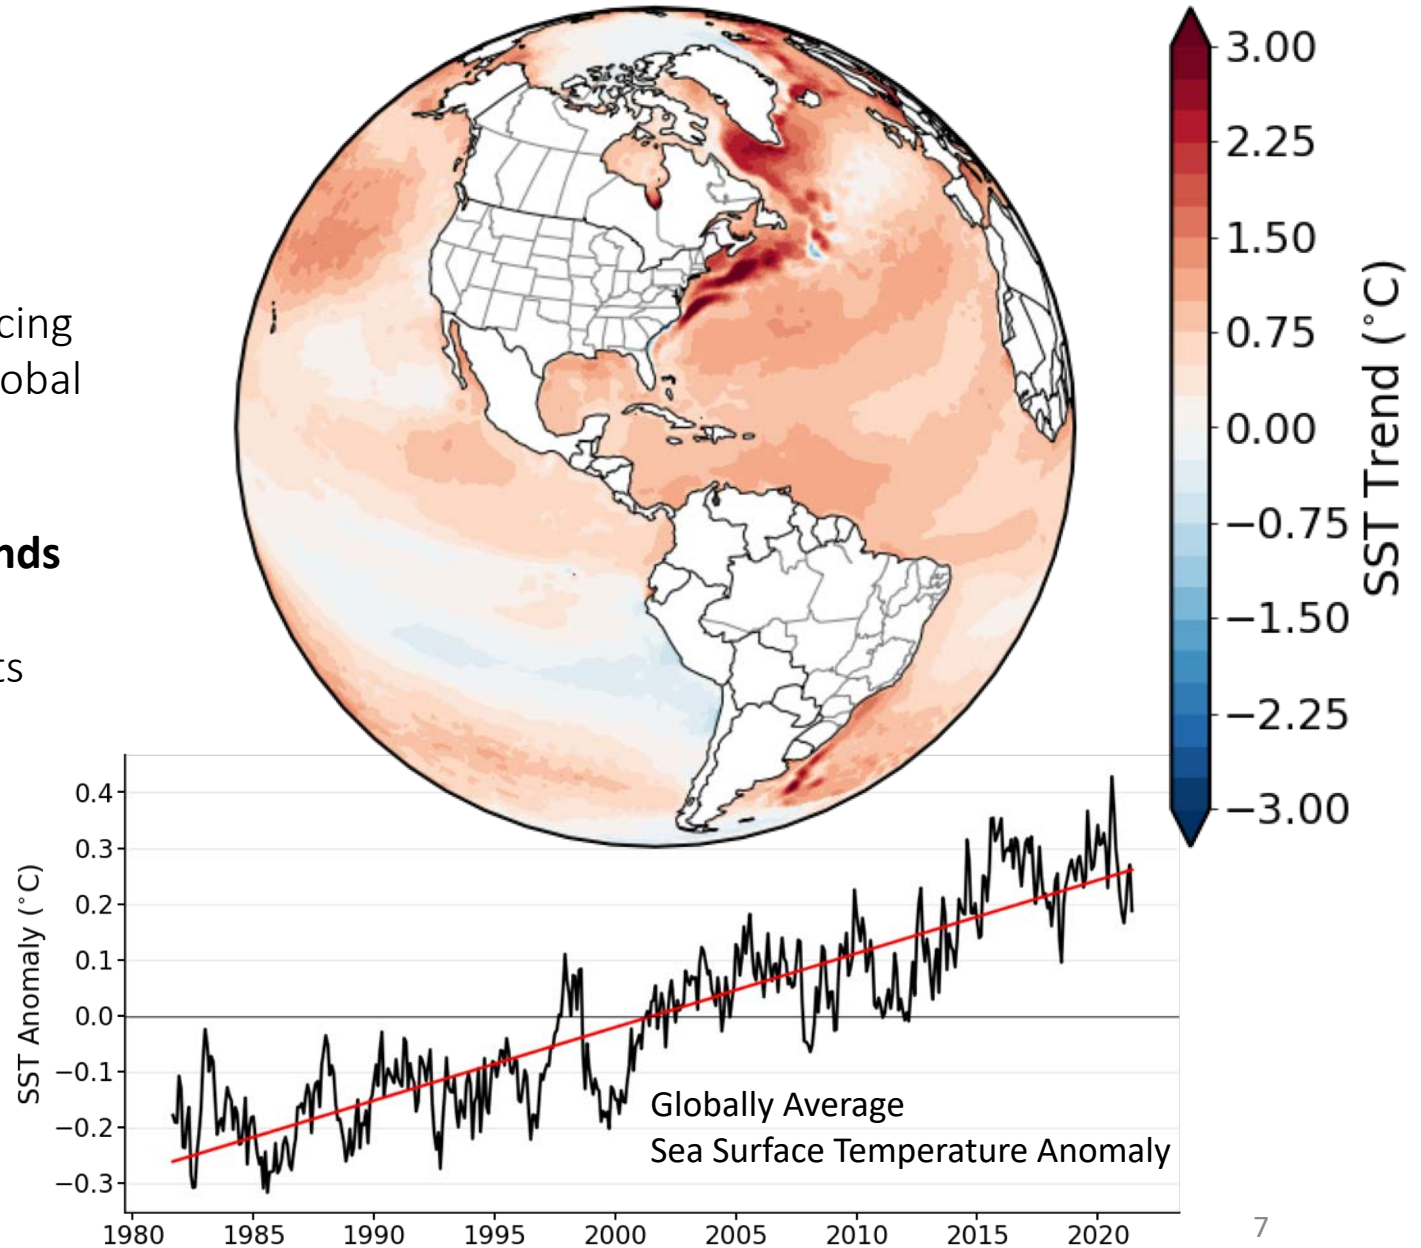 cing
obal
nds
ts
3.00
2.25
1.50
0.75
0.00
−0.75
−1.50
−2.25
−3.00
SST Trend (°C)
0.4
0.3
0.2
0.1
0.0
−0.1
−0.2
−0.3
SST Anomaly (°C)
Globally Average
Sea Surface Temperature Anomaly
1980 1985 1990 1995 2000 2005 2010 2015 2020
7